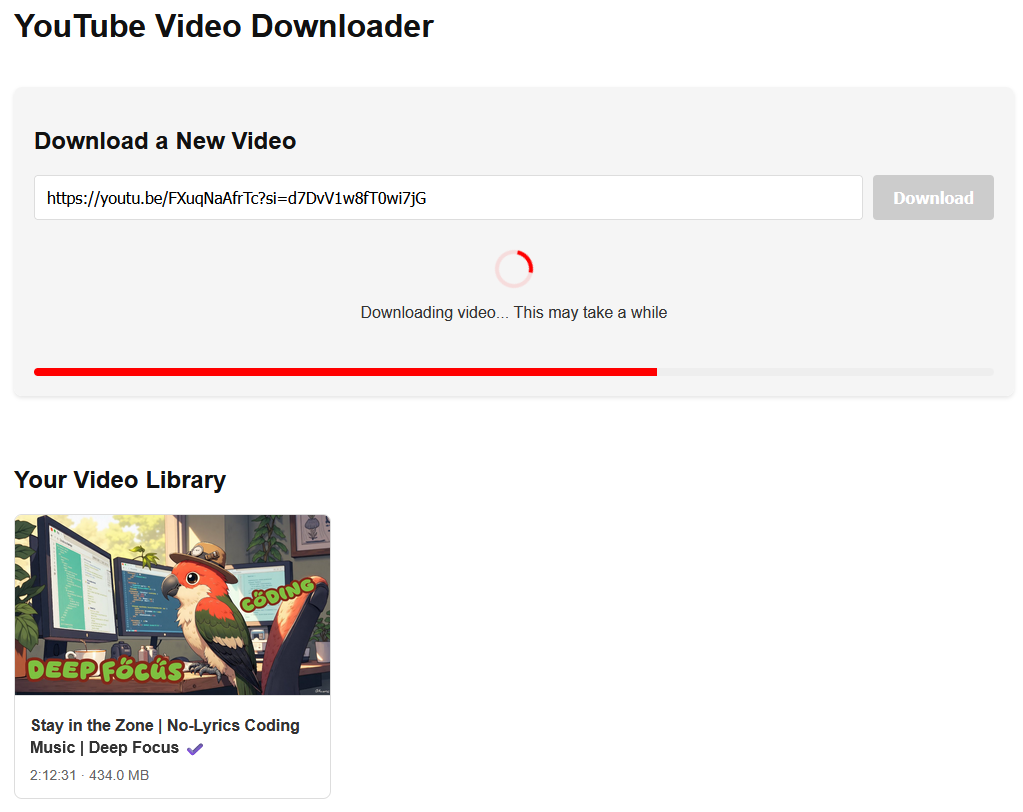 YouTube Video Downloader
Download a New Video
https://youtu.be/FXuqNaAfrTc?si=d7DvV1w8fT0wi7jG
Download
Downloading video... This may take a while
Your Video Library
CŐDING
DEEP FŐCŰS
Stay in the Zone | No-Lyrics Coding
Music | Deep Focus ✔
2:12:31 · 434.0 MB